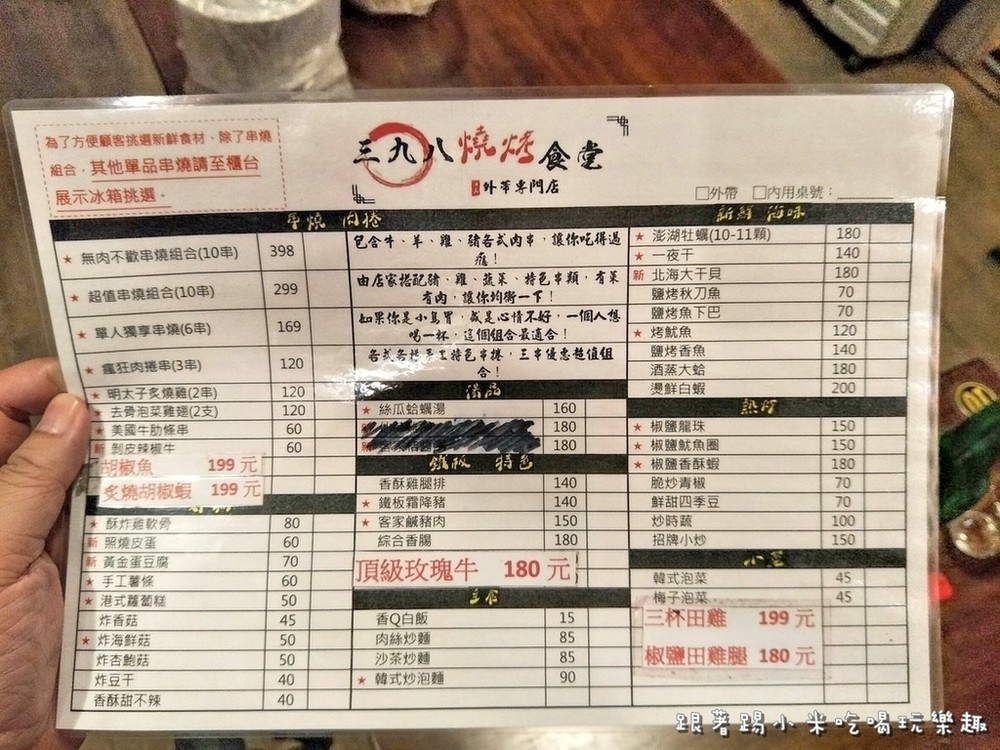 為了方便顧客挑選新鮮食材，除了串燒
組合，其他單品串燒請至櫃台
展示冰箱挑選。
三九八燒烤食堂
外帶專門店
□外帶 □內用桌號：______
串燒 肉捲
★ 無肉不歡串燒組合(10串) 398
包含牛、羊、雞、豬各式肉串，讓你吃得過
癮！
★ 超值串燒組合(10串) 299
由店家搭配豬、雞、蔬菜、特色串類，有菜
有肉，讓你均衡一下！
★ 單人獨享串燒(6串) 169
如果你是小鳥胃，或是心情不好，一個人想
喝一杯，這個組合最適合！
★ 瘋狂肉捲串(3串) 120
各式各樣手工特色串捲，三串優惠超值組
合！
★ 明太子炙燒雞(2串) 120
★ 去骨泡菜雞翅(2支) 120
★ 美國牛肋條串 60
新 剝皮辣椒牛 60
胡椒魚 199 元
炙燒胡椒蝦 199 元
★ 酥炸雞軟骨 80
新 照燒皮蛋 60
新 黃金蛋豆腐 70
★ 手工薯條 60
★ 港式蘿蔔糕 50
炸香菇 45
★ 炸海鮮菇 50
炸杏鮑菇 50
炸豆干 40
香酥甜不辣 40
湯品
★ 絲瓜蛤蠣湯 160
180
180
鐵板 特色
香酥雞腿排 140
★ 鐵板霜降豬 140
★ 客家鹹豬肉 150
綜合香腸 180
頂級玫瑰牛 180 元
主食
香Q白飯 15
肉絲炒麵 85
沙茶炒麵 85
★ 韓式炒泡麵 90
新鮮 海味
★ 澎湖牡蠣(10-11顆) 180
★ 一夜干 140
新 北海大干貝 180
鹽烤秋刀魚 70
鹽烤魚下巴 70
★ 烤魷魚 120
鹽烤香魚 140
酒蒸大蛤 180
燙鮮白蝦 200
熱炒
★ 椒鹽龍珠 150
★ 椒鹽魷魚圈 150
★ 椒鹽香酥蝦 180
脆炒青椒 70
鮮甜四季豆 70
炒時蔬 100
招牌小炒 150
小菜
韓式泡菜 45
梅子泡菜 45
三杯田雞 199 元
椒鹽田雞腿 180 元
跟著踢小米吃喝玩樂趣